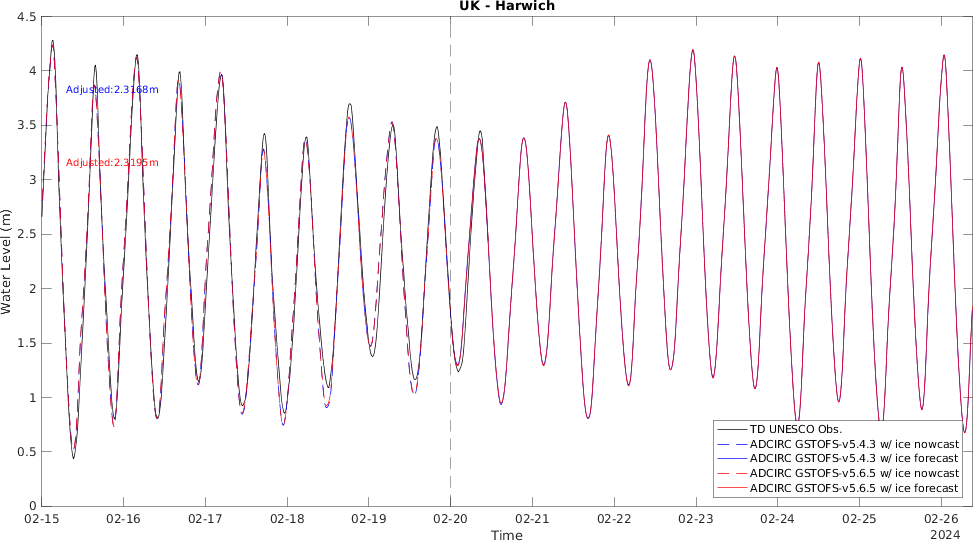 UK - Harwich
4.5
4
3.5
3
2.5
2
1.5
1
0.5
0
Water Level (m)
Adjusted:2.3168m
Adjusted:2.3195m
TD UNESCO Obs.
ADCIRC GSTOFS-v5.4.3 w/ ice nowcast
ADCIRC GSTOFS-v5.4.3 w/ ice forecast
ADCIRC GSTOFS-v5.6.5 w/ ice nowcast
ADCIRC GSTOFS-v5.6.5 w/ ice forecast
02-15 02-16 02-17 02-18 02-19 02-20 02-21 02-22 02-23 02-24 02-25 02-26
Time
2024